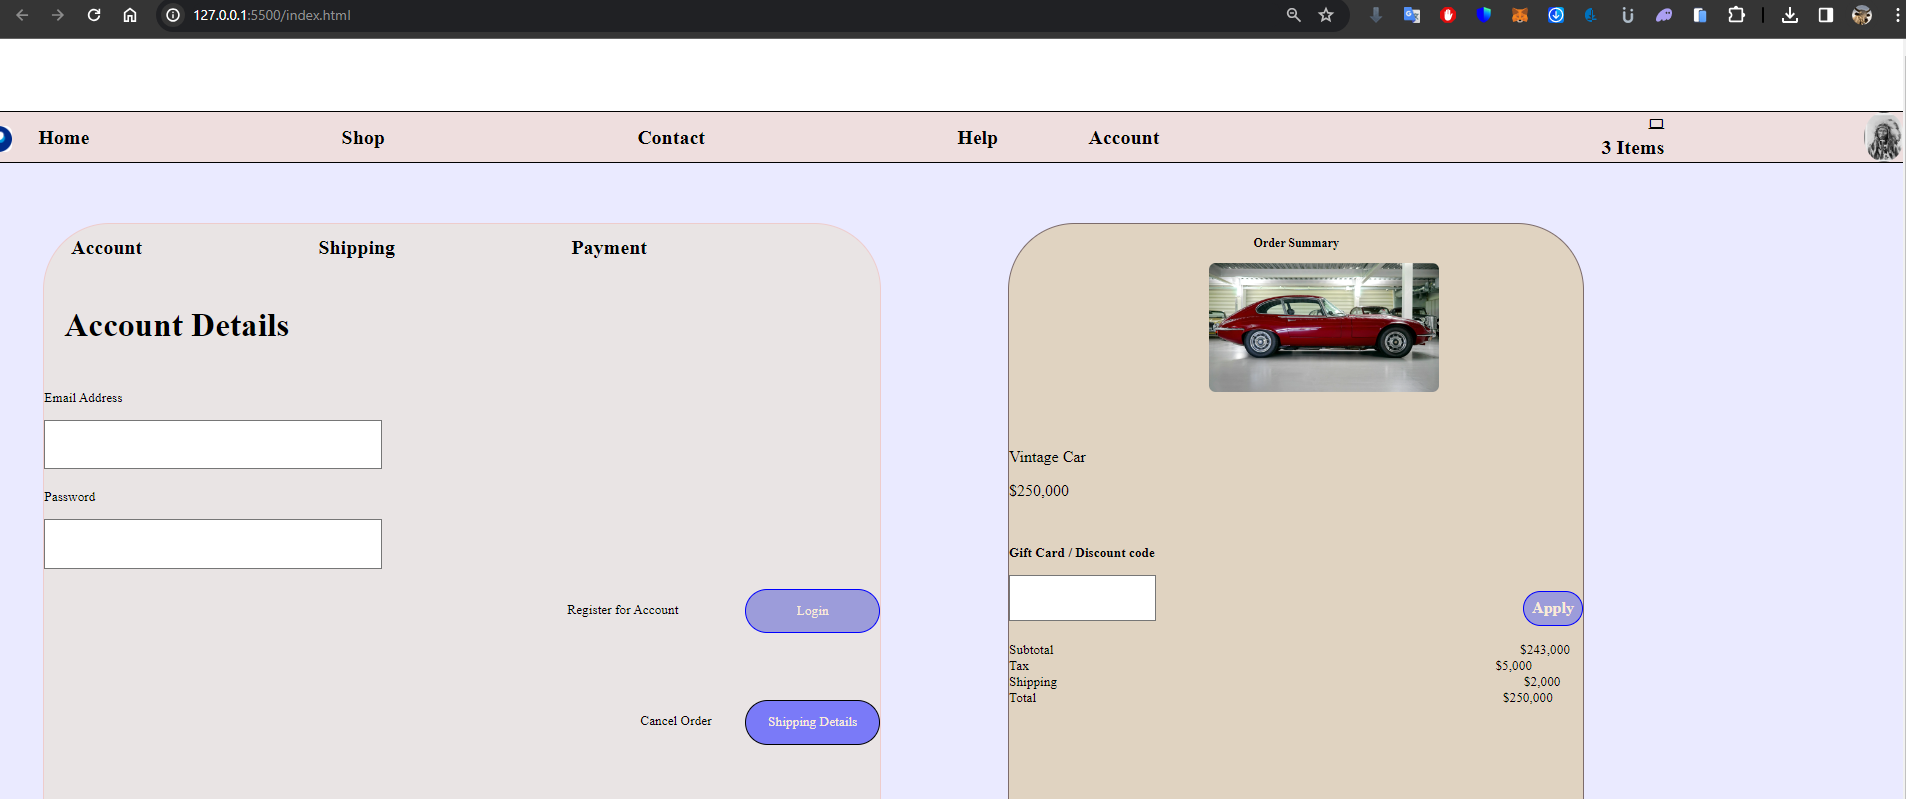 127.0.0.1:5500/index.html
Home Shop Contact Help Account 3 Items
Account Shipping Payment
Account Details
Email Address
Password
Register for Account Login
Cancel Order Shipping Details
Order Summary
Vintage Car
$250,000
Gift Card / Discount code
Apply
Subtotal $243,000
Tax $5,000
Shipping $2,000
Total $250,000